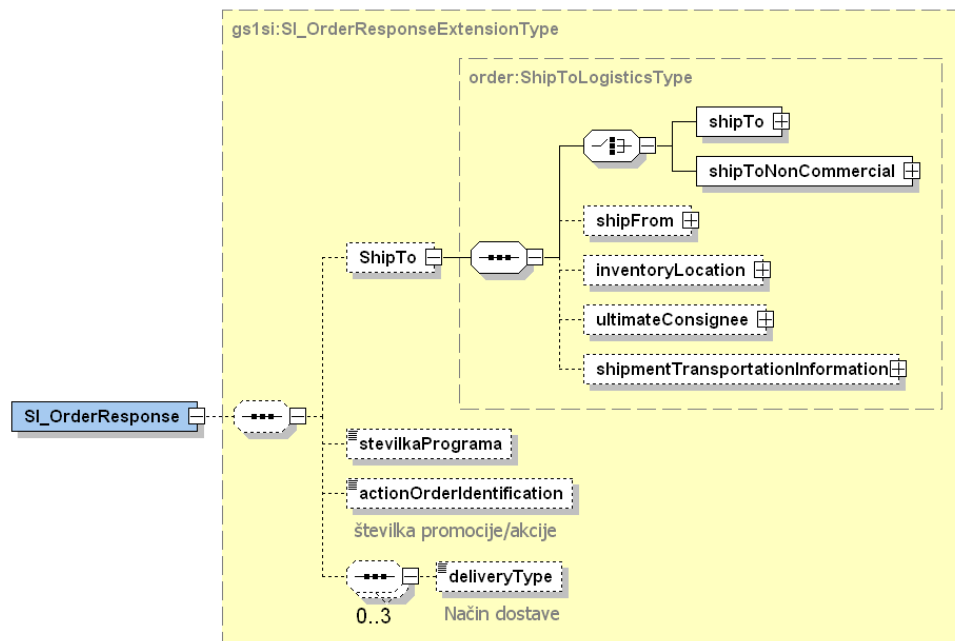 gs1si:SI_OrderResponseExtensionType
order:ShipToLogisticsType
shipTo
shipToNonCommercial
shipFrom
ShipTo
inventoryLocation
ultimateConsignee
shipmentTransportationInformation
SI_OrderResponse
stevilkaPrograma
actionOrderIdentification
številka promocije/akcije
deliveryType
0..3
Način dostave